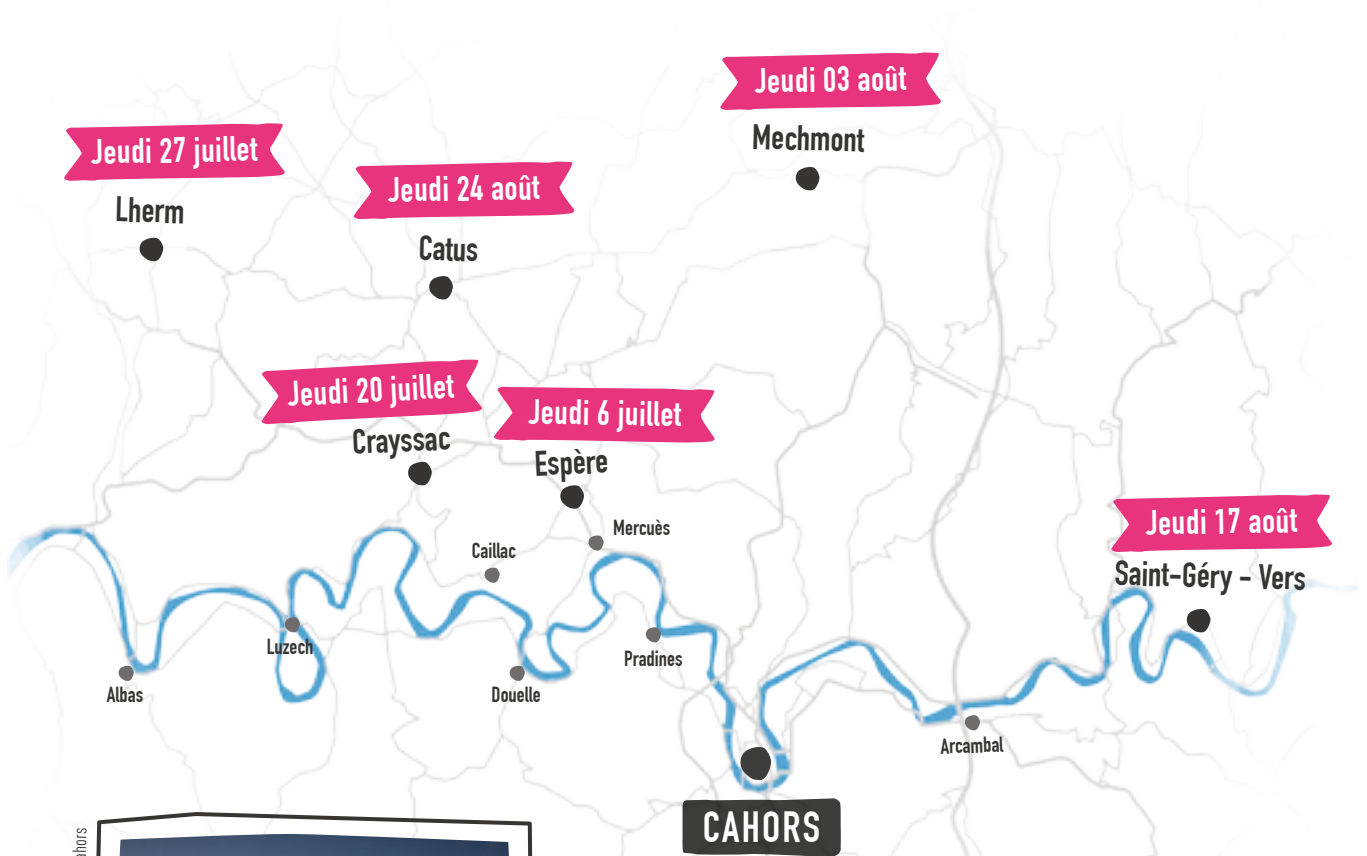 Jeudi 03 août
Mechmont
Jeudi 27 juillet
Lherm
Jeudi 24 août
Catus
Jeudi 20 juillet
Crayssac
Jeudi 6 juillet
Espère
Mercuès
Caillac
Jeudi 17 août
Saint-Géry - Vers
Luzech
Albas
Douelle
Pradines
Arcambal
CAHORS